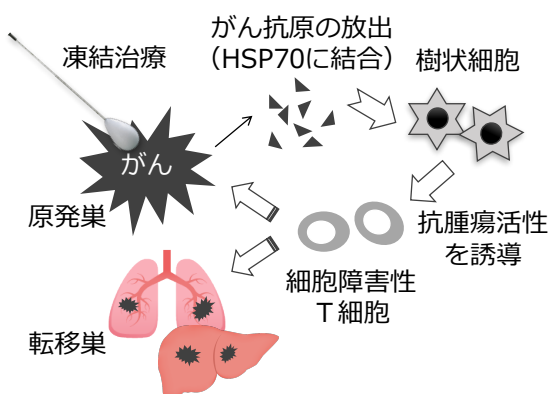 凍結治療
がん抗原の放出
（HSP70に結合）
樹状細胞
がん
原発巣
抗腫瘍活性
を誘導
細胞障害性
Ｔ細胞
転移巣